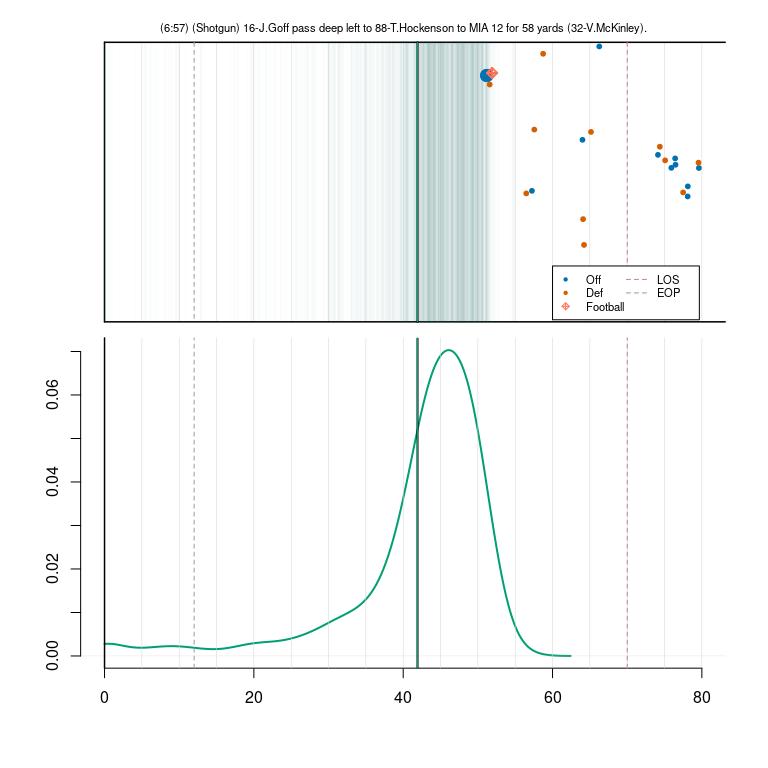 (6:57) (Shotgun) 16-J.Goff pass deep left to 88-T.Hockenson to MIA 12 for 58 yards (32-V.McKinley).
Off
LOS
Def
EOP
Football
0.06
0.04
0.02
0.00
0
20
40
60
80